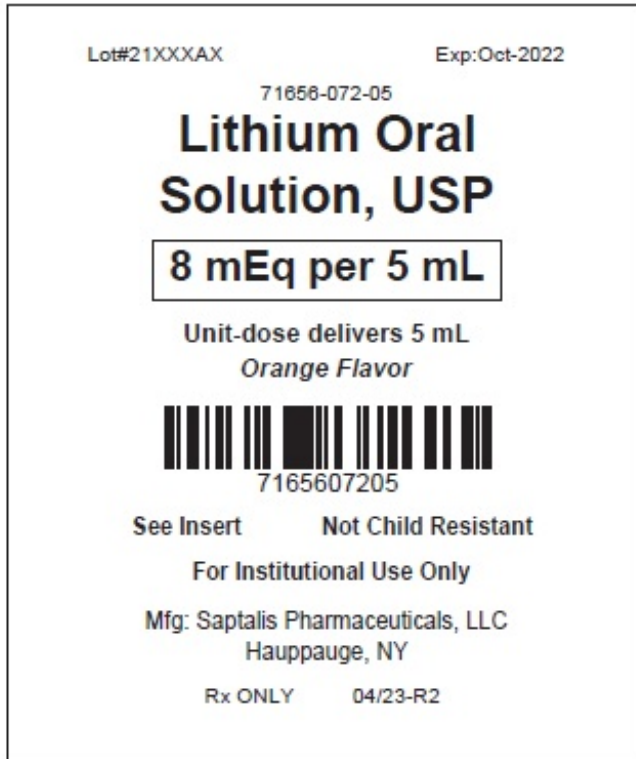 Lot#21XXXAX Exp:Oct-2022
71656-072-05
Lithium Oral
Solution, USP
8 mEq per 5 mL
Unit-dose delivers 5 mL
Orange Flavor
7165607205
See Insert Not Child Resistant
For Institutional Use Only
Mfg: Saptalis Pharmaceuticals, LLC
Hauppauge, NY
Rx ONLY 04/23-R2